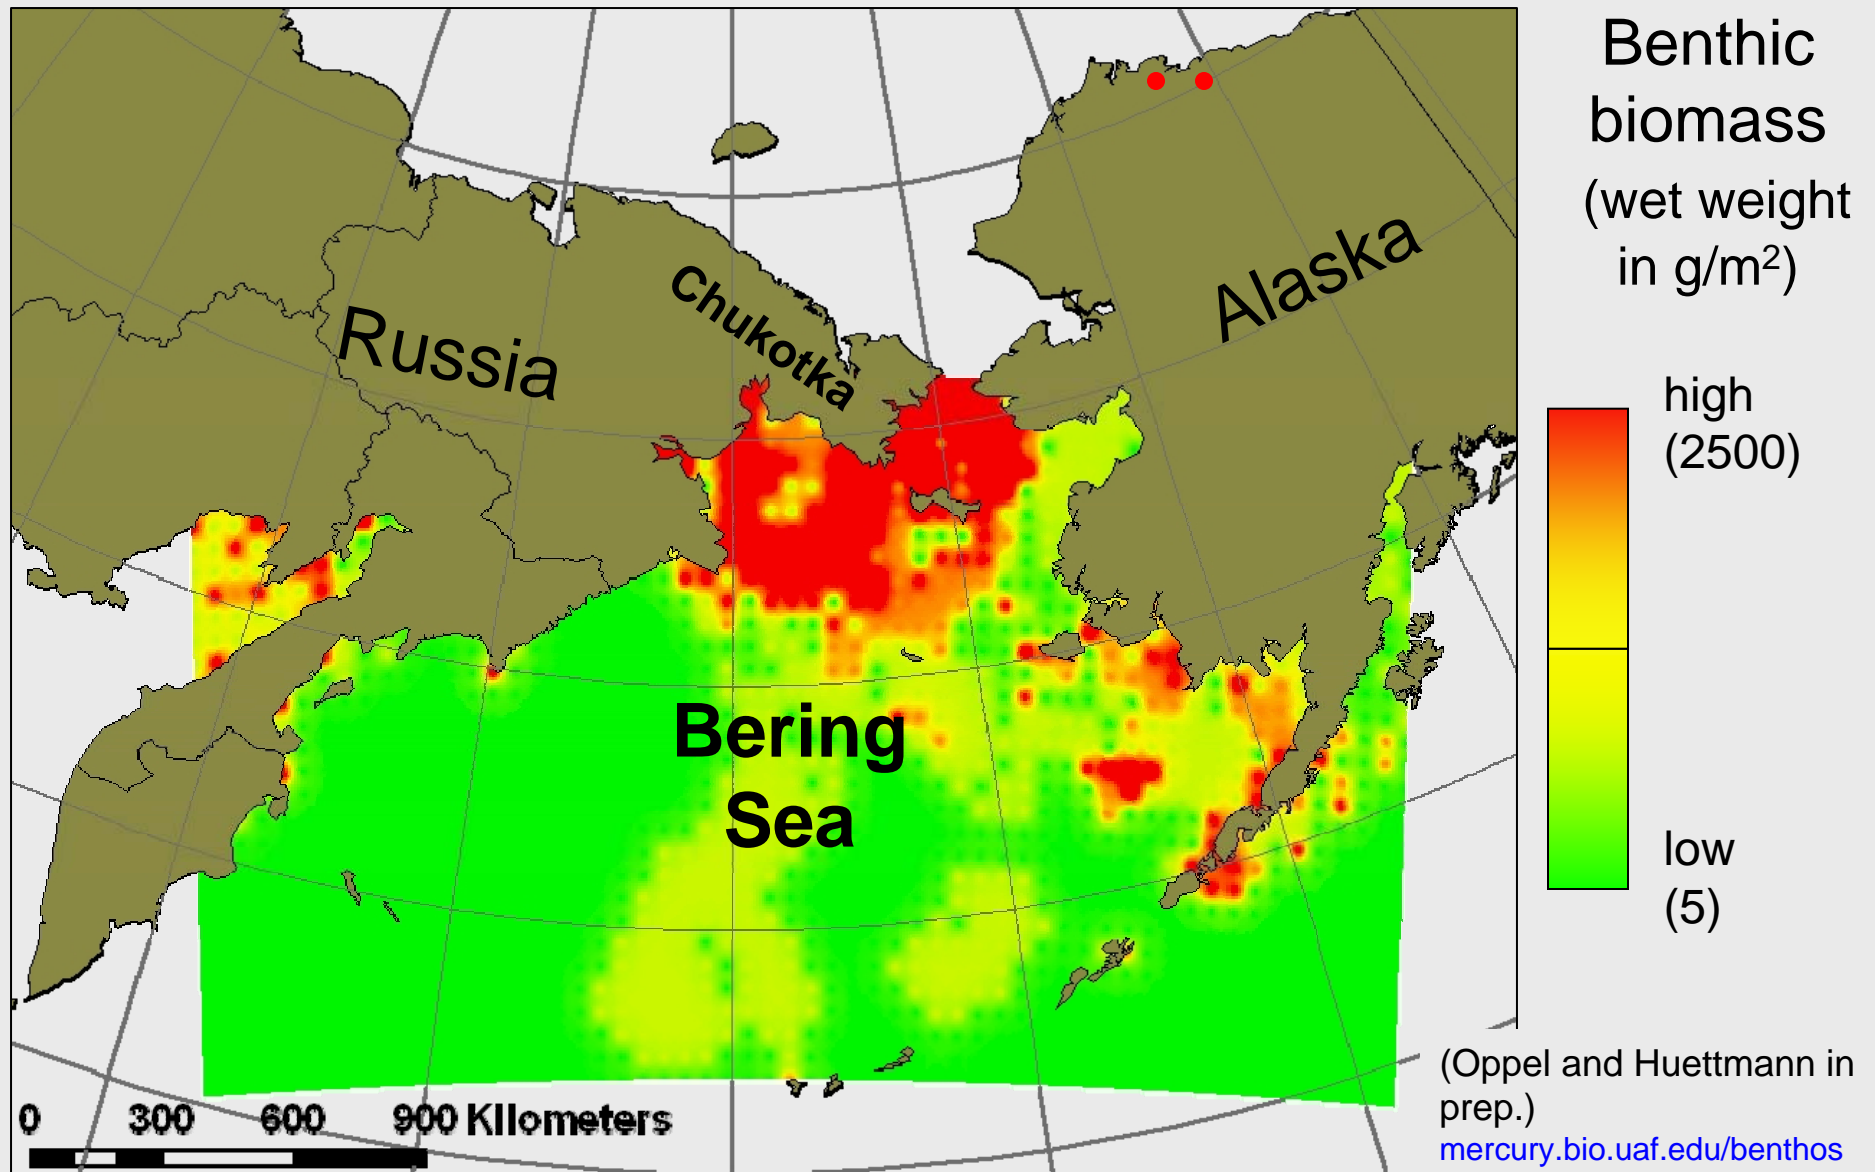 Benthic
biomass
(wet weight
in g/m²)
Russia
Chukotka
Alaska
Bering
Sea
high
(2500)
low
(5)
0 300 600 900 KIlometers
(Oppel and Huettmann in
prep.)
mercury.bio.uaf.edu/benthos